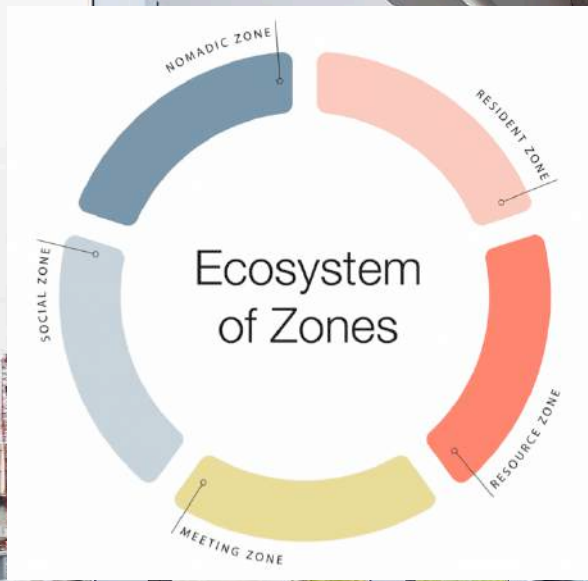 NOMADIC ZONE
RESIDENT ZONE
SOCIAL ZONE
Ecosystem
of Zones
RESOURCE ZONE
MEETING ZONE